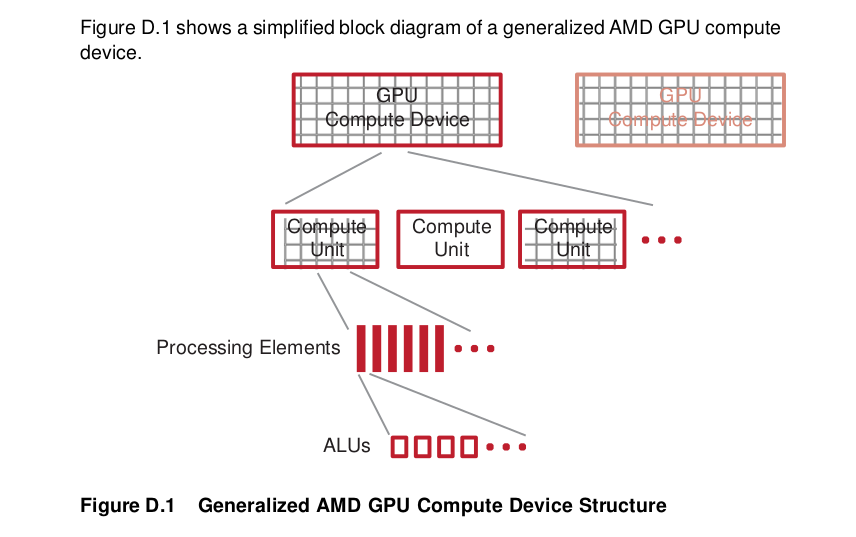 Figure D.1 shows a simplified block diagram of a generalized AMD GPU compute
device.
GPU
Compute Device
GPU
Compute Device
Compute
Unit
Compute
Unit
Compute
Unit
Processing Elements
ALUs
Figure D.1 Generalized AMD GPU Compute Device Structure